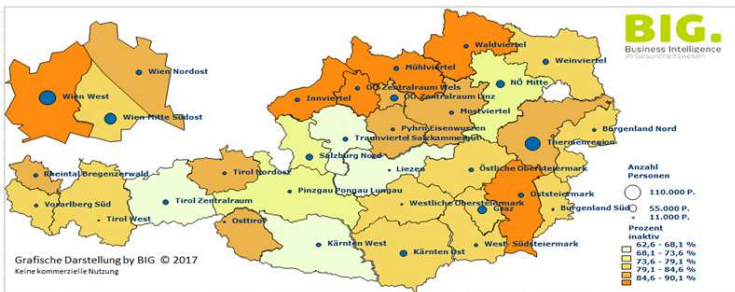 BIG.
Business Intelligence
im Gesundheitswesen
Waldviertel
Weinviertel
Mühlviertel
Wien Nordost
OÖ Zentralraum Wels
NÖ Mitte
Wien West
Innviertel
OÖ Zentralraum Linz
Mostviertel
Wien Mitte Südost
Pyhrn Eisenwurzen
Burgenland Nord
Traunviertel Salzkammergut
Thermenregion
Salzburg Nord
Liezen
Östliche Obersteiermark
Rheintal Bregenzerwald
Tirol Nordost
Anzahl
Personen
Pinzgau Pongau Lungau
Oststeiermark
110.000 P.
Vorarlberg Süd
Tirol Zentralraum
Westliche Obersteiermark
Graz
Burgenland Süd
55.000 P.
Tirol West
Osttirol
11.000 P.
Kärnten West
West- Südsteiermark
Prozent
inaktiv
Kärnten Ost
62,6 - 68,1 %
68,1 - 73,6 %
73,6 - 79,1 %
79,1 - 84,6 %
84,6 - 90,1 %
Grafische Darstellung by BIG © 2017
Keine kommerzielle Nutzung